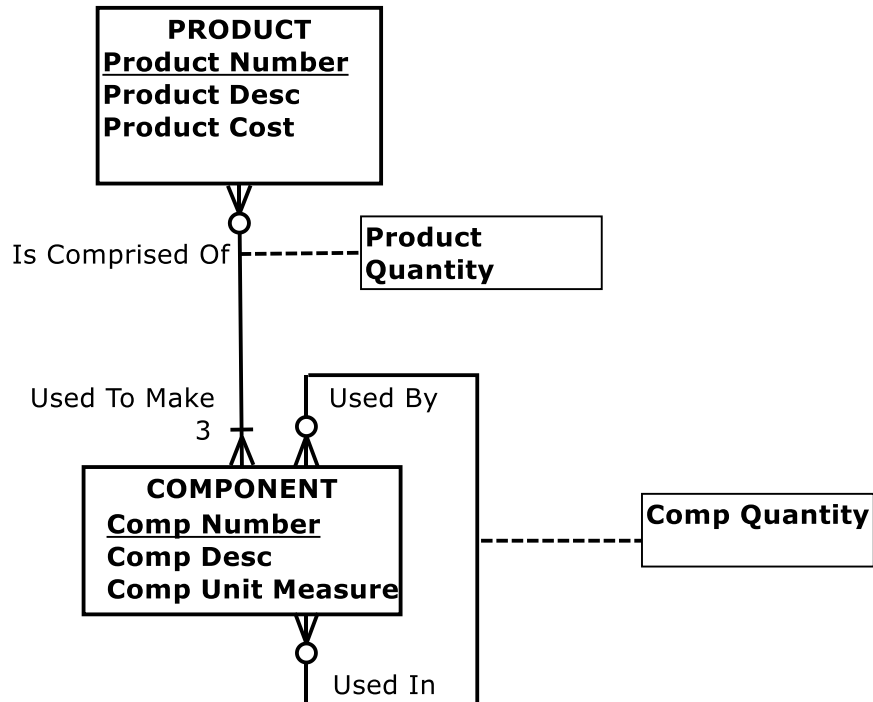 PRODUCT
Product Number
Product Desc
Product Cost
Is Comprised Of
Product
Quantity
Used To Make
3
Used By
COMPONENT
Comp Number
Comp Desc
Comp Unit Measure
Comp Quantity
Used In